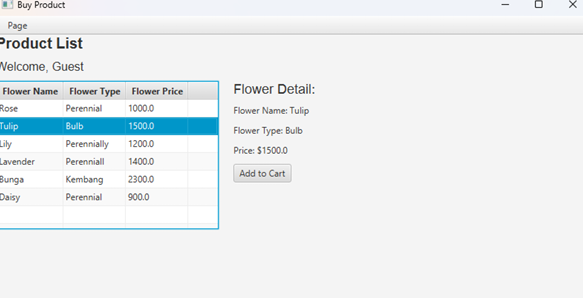 Buy Product
Page
Product List
Welcome, Guest
Flower Name Flower Type Flower Price
Rose Perennial 1000.0
Tulip Bulb 1500.0
Lily Perennially 1200.0
Lavender Perenniall 1400.0
Bunga Kembang 2300.0
Daisy Perennial 900.0
Flower Detail:
Flower Name: Tulip
Flower Type: Bulb
Price: $1500.0
Add to Cart